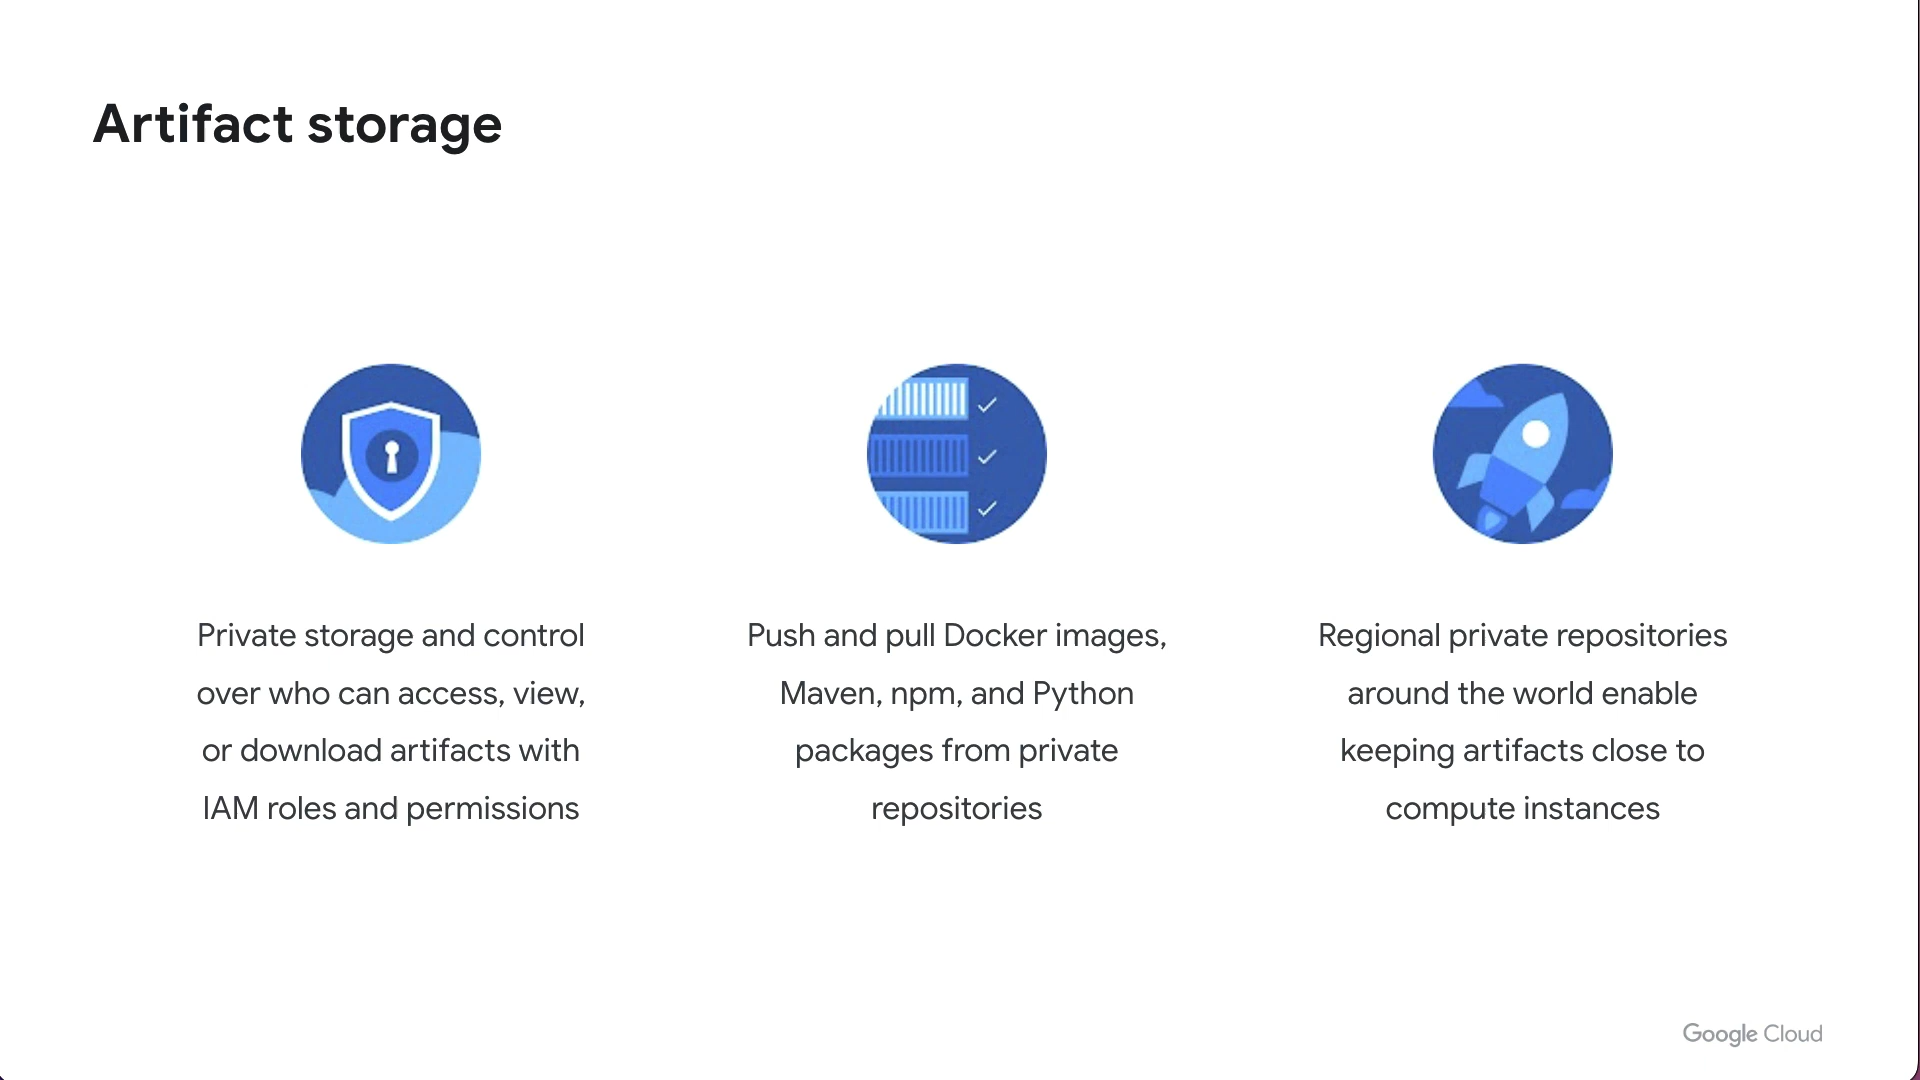 Artifact storage
Private storage and control
over who can access, view,
or download artifacts with
IAM roles and permissions
Push and pull Docker images,
Maven, npm, and Python
packages from private
repositories
Regional private repositories
around the world enable
keeping artifacts close to
compute instances
Google Cloud